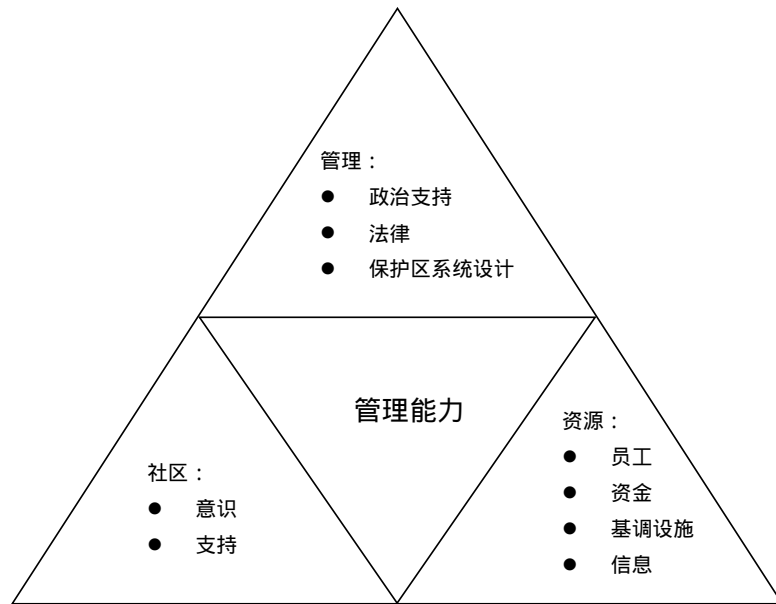 管理：
● 政治支持
● 法律
● 保护区系统设计
管理能力
社区：
● 意识
● 支持
资源：
● 员工
● 资金
● 基调设施
● 信息